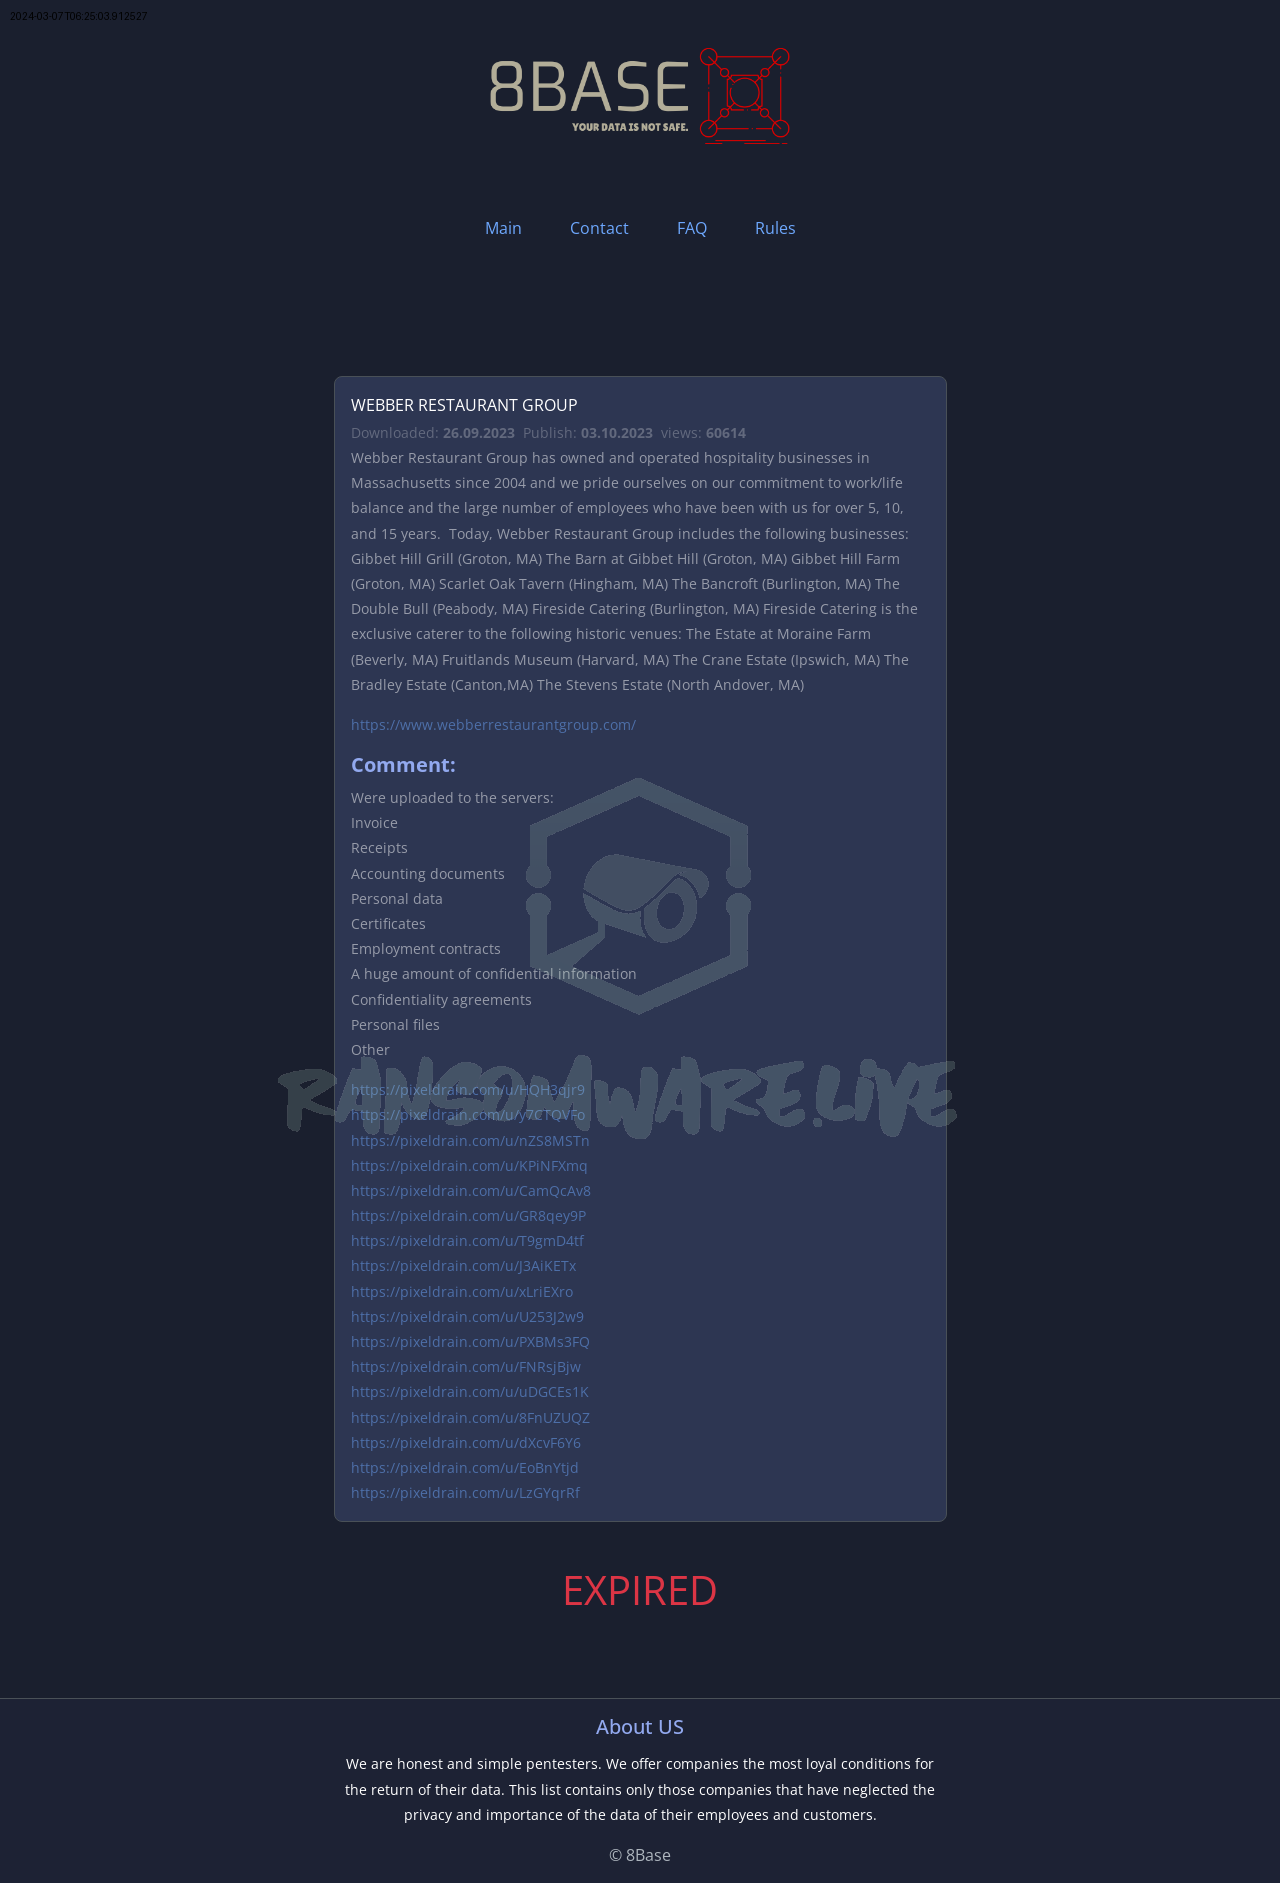 2024-03-07T06:25:03.912527
8BASE
YOUR DATA IS NOT SAFE.
Main Contact FAQ Rules
WEBBER RESTAURANT GROUP
Downloaded: 26.09.2023 Publish: 03.10.2023 views: 60614
Webber Restaurant Group has owned and operated hospitality businesses in
Massachusetts since 2004 and we pride ourselves on our commitment to work/life
balance and the large number of employees who have been with us for over 5, 10,
and 15 years.  Today, Webber Restaurant Group includes the following businesses:
Gibbet Hill Grill (Groton, MA) The Barn at Gibbet Hill (Groton, MA) Gibbet Hill Farm
(Groton, MA) Scarlet Oak Tavern (Hingham, MA) The Bancroft (Burlington, MA) The
Double Bull (Peabody, MA) Fireside Catering (Burlington, MA) Fireside Catering is the
exclusive caterer to the following historic venues: The Estate at Moraine Farm
(Beverly, MA) Fruitlands Museum (Harvard, MA) The Crane Estate (Ipswich, MA) The
Bradley Estate (Canton,MA) The Stevens Estate (North Andover, MA)
https://www.webberrestaurantgroup.com/
Comment:
Were uploaded to the servers:
Invoice
Receipts
Accounting documents
Personal data
Certificates
Employment contracts
A huge amount of confidential information
Confidentiality agreements
Personal files
Other
RANSOMWARE.LIVE
https://pixeldrain.com/u/HQH3qjr9
https://pixeldrain.com/u/y7CTQVFo
https://pixeldrain.com/u/nZS8MSTn
https://pixeldrain.com/u/KPiNFXmq
https://pixeldrain.com/u/CamQcAv8
https://pixeldrain.com/u/GR8qey9P
https://pixeldrain.com/u/T9gmD4tf
https://pixeldrain.com/u/J3AiKETx
https://pixeldrain.com/u/xLriEXro
https://pixeldrain.com/u/U253J2w9
https://pixeldrain.com/u/PXBMs3FQ
https://pixeldrain.com/u/FNRsjBjw
https://pixeldrain.com/u/uDGCEs1K
https://pixeldrain.com/u/8FnUZUQZ
https://pixeldrain.com/u/dXcvF6Y6
https://pixeldrain.com/u/EoBnYtjd
https://pixeldrain.com/u/LzGYqrRf
EXPIRED
About US
We are honest and simple pentesters. We offer companies the most loyal conditions for
the return of their data. This list contains only those companies that have neglected the
privacy and importance of the data of their employees and customers.
© 8Base